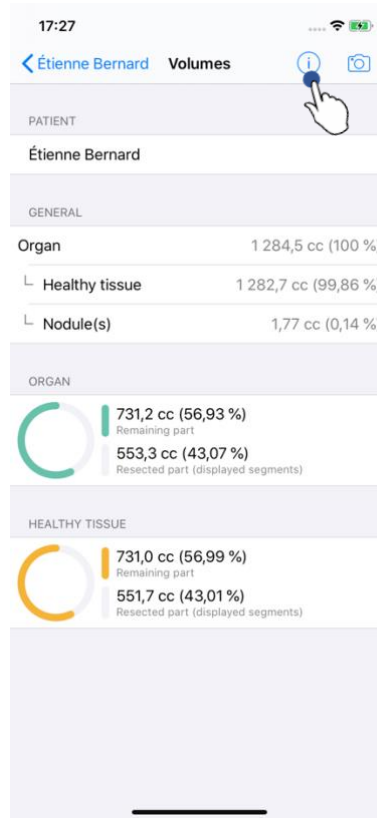 17:27
Étienne Bernard Volumes
PATIENT
Étienne Bernard
GENERAL
Organ 1 284,5 cc (100 %
Healthy tissue 1 282,7 cc (99,86 %
Nodule(s) 1,77 cc (0,14 %
ORGAN
731,2 cc (56,93 %)
Remaining part
553,3 cc (43,07 %)
Resected part (displayed segments)
HEALTHY TISSUE
731,0 cc (56,99 %)
Remaining part
551,7 cc (43,01 %)
Resected part (displayed segments)